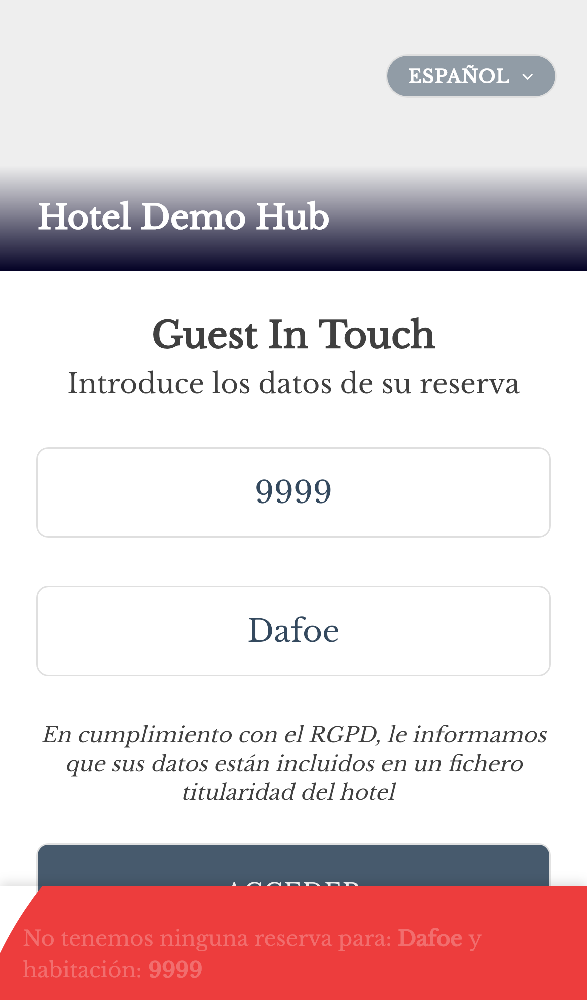 ESPAÑOL
Hotel Demo Hub
Guest In Touch
Introduce los datos de su reserva
9999
Dafoe
En cumplimiento con el RGPD, le informamos
que sus datos están incluidos en un fichero
titularidad del hotel
ACCEDER
No tenemos ninguna reserva para: Dafoe y
habitación: 9999